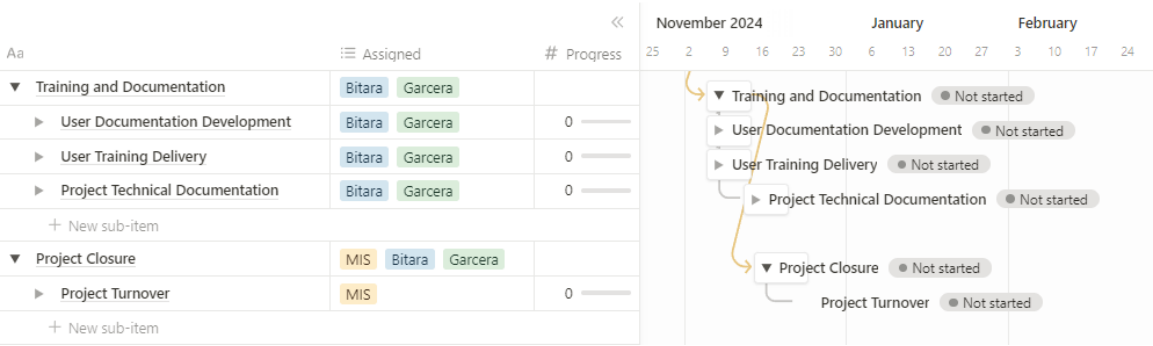 November 2024 January February
Aa Assigned # Progress 25 2 9 16 23 30 6 13 20 27 3 10 17 24
Training and Documentation Bitara Garcera Training and Documentation Not started
User Documentation Development Bitara Garcera 0 User Documentation Development Not started
User Training Delivery Bitara Garcera 0 User Training Delivery Not started
Project Technical Documentation Bitara Garcera 0 Project Technical Documentation Not started
+ New sub-item
Project Closure MIS Bitara Garcera Project Closure Not started
Project Turnover MIS 0 Project Turnover Not started
+ New sub-item